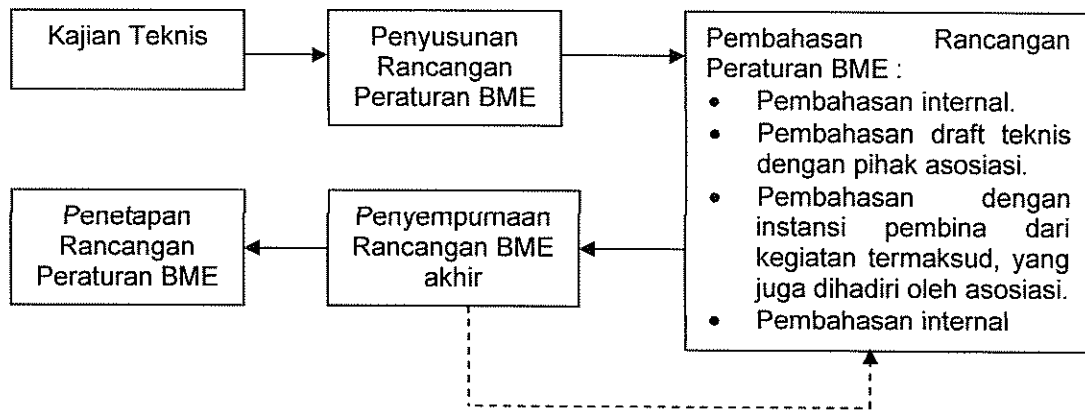 Kajian Teknis
Penyusunan
Rancangan
Peraturan BME
Pembahasan Rancangan
Peraturan BME :
• Pembahasan internal.
• Pembahasan draft teknis
dengan pihak asosiasi.
• Pembahasan dengan
instansi pembina dari
kegiatan termaksud, yang
juga dihadiri oleh asosiasi.
• Pembahasan internal
Penyempurnaan
Rancangan BME
akhir
Penetapan
Rancangan
Peraturan BME